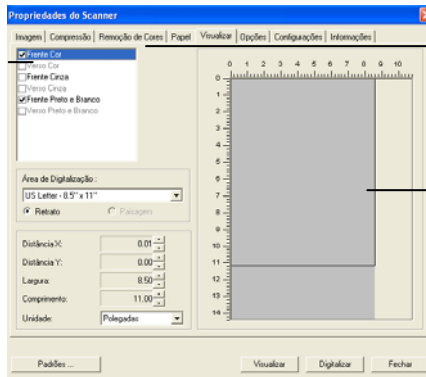 Propriedades do Scanner
Imagem Compressão Remoção de Cores Papel Visualizar Opções Configurações Informações
Frente Cor
Verso Cor
Frente Cinza
Verso Cinza
Frente Preto e Branco
Verso Preto e Branco
0 1 2 3 4 5 6 7 8 9 10
0
1
2
3
4
5
6
7
8
9
10
11
12
13
14
Área de Digitalização :
US Letter - 8.5" x 11"
Retrato Paisagem
Distância X: 0.01
Distância Y: 0.00
Largura: 8.50
Comprimento: 11.00
Unidade: Polegadas
Padrões ... Visualizar Digitalizar Fechar